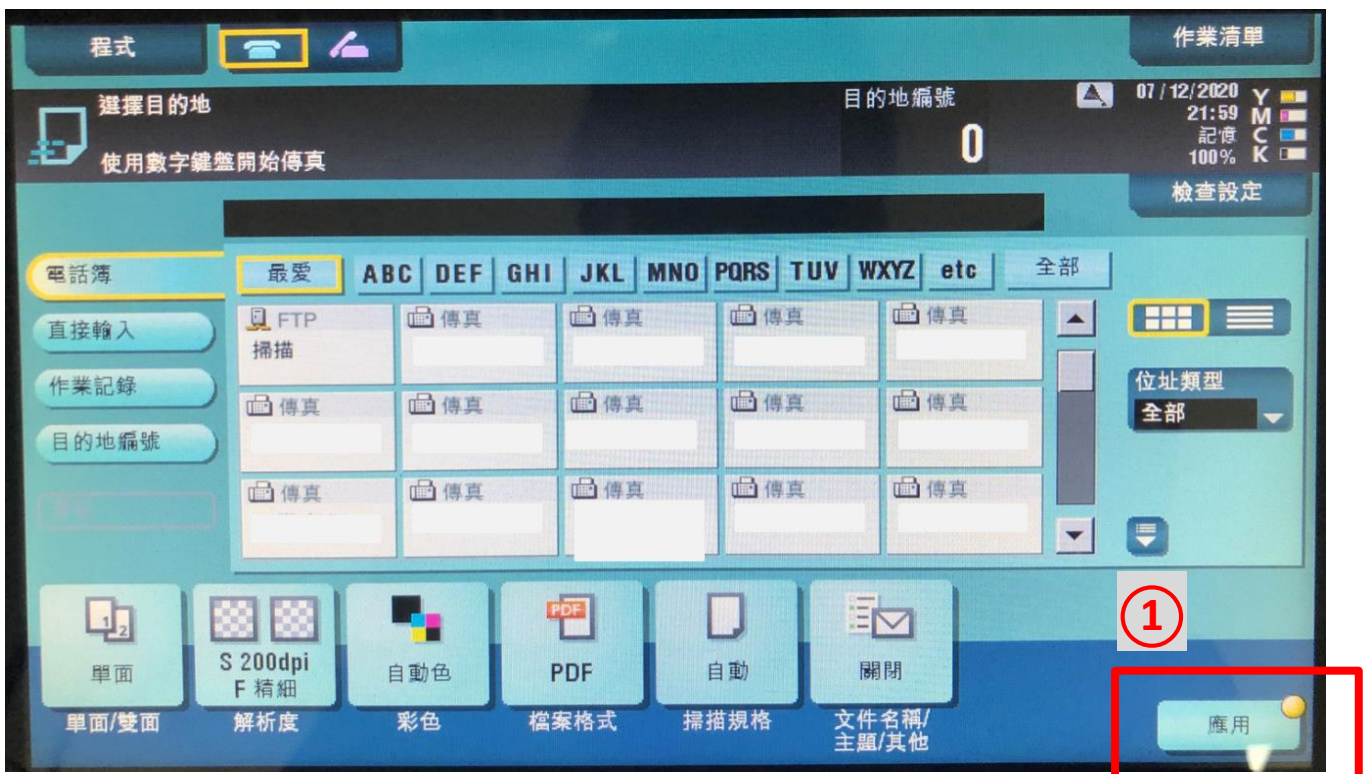 程式
作業清單
選擇目的地
使用數字鍵盤開始傳真
目的地編號
0
07/12/2020
21:59
記憶
100%
Y
M
C
K
檢查設定
電話簿
直接輸入
作業記錄
目的地編號
最愛 ABC DEF GHI JKL MNO PQRS TUV WXYZ etc 全部
FTP 傳真 傳真 傳真 傳真
掃描
傳真 傳真 傳真 傳真 傳真
傳真 傳真 傳真 傳真 傳真
位址類型
全部
1 2
單面
單面/雙面
S 200dpi
F 精細
解析度
自動色
彩色
PDF
PDF
檔案格式
自動
掃描規格
關閉
文件名稱/
主題/其他
①
應用